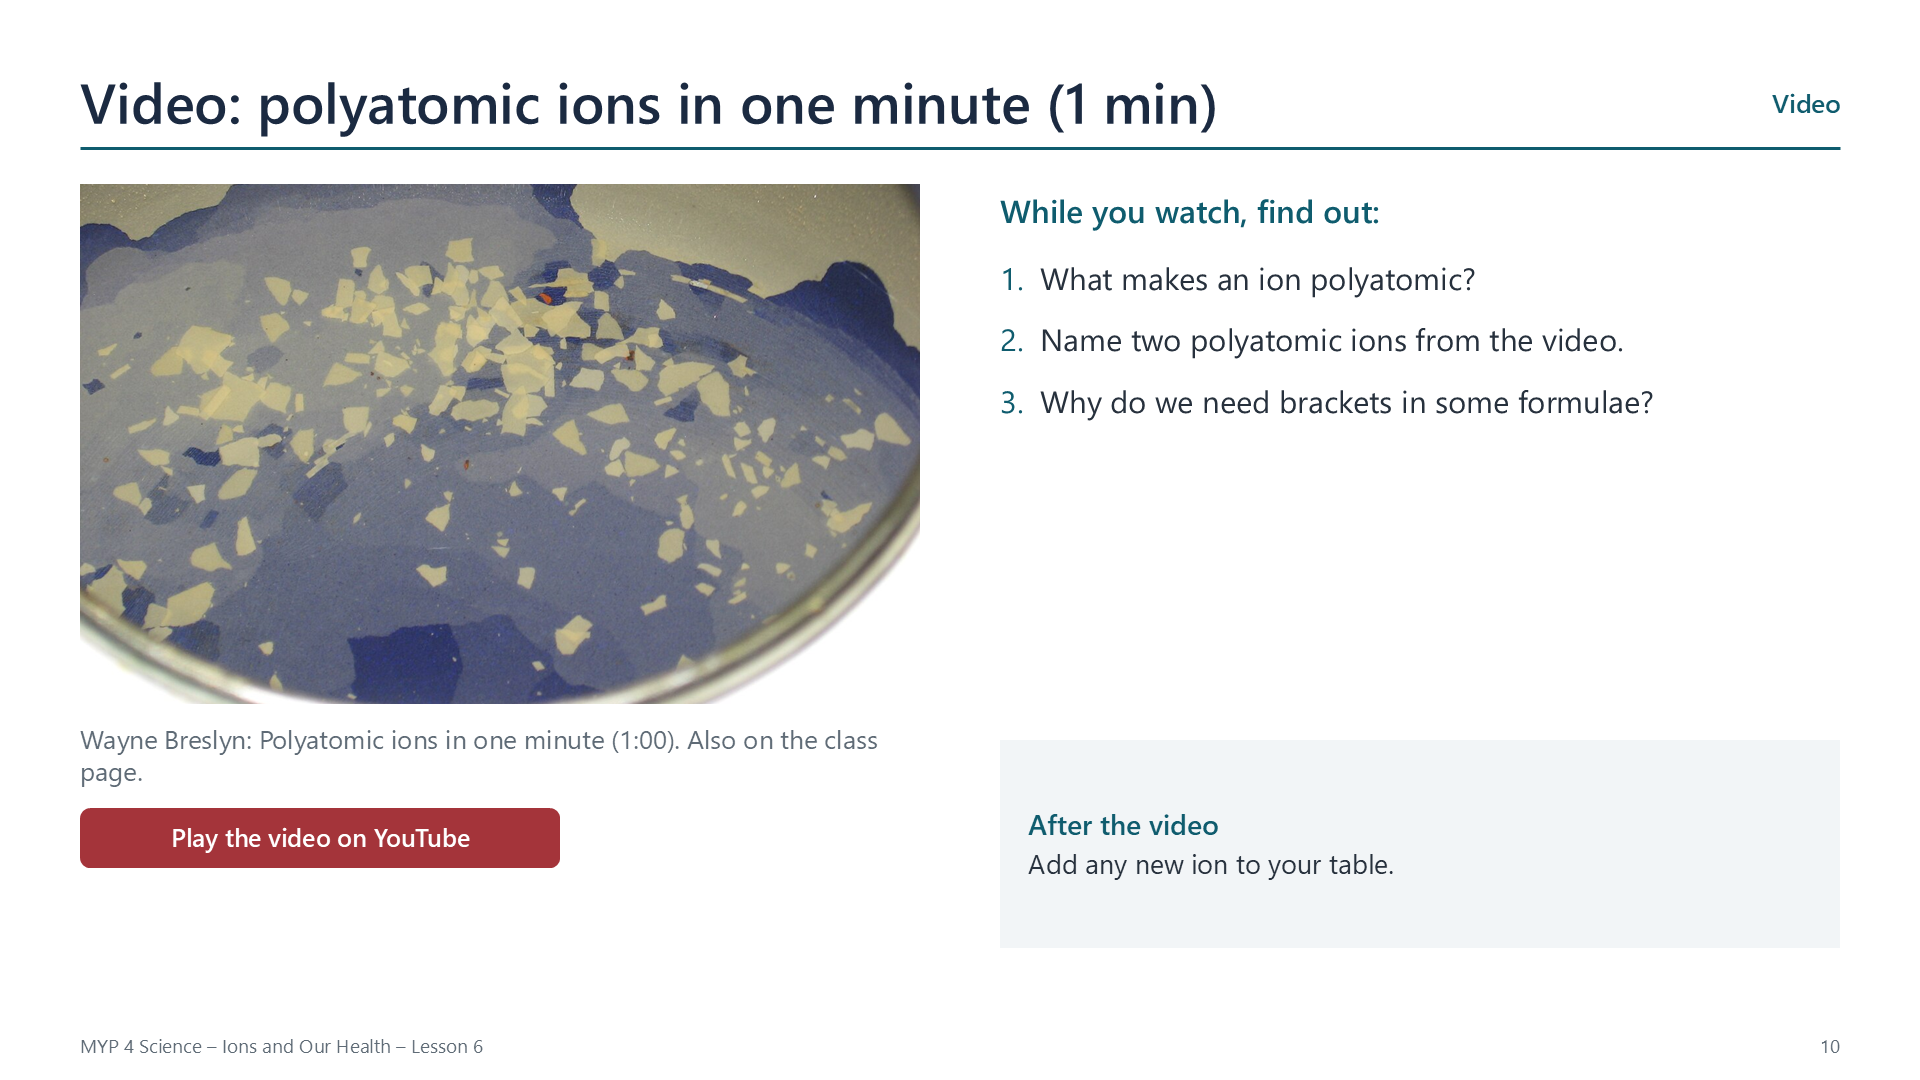 Video: polyatomic ions in one minute (1 min)
Video
While you watch, find out:
1. What makes an ion polyatomic?
2. Name two polyatomic ions from the video.
3. Why do we need brackets in some formulae?
Wayne Breslyn: Polyatomic ions in one minute (1:00). Also on the class
page.
Play the video on YouTube
After the video
Add any new ion to your table.
MYP 4 Science – Ions and Our Health – Lesson 6
10